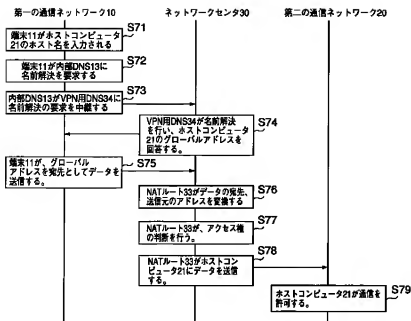 第一の通信ネットワーク10
ネットワークセンタ30
第二の通信ネットワーク20
S71
端末11がホストコンピュータ
21のホスト名を入力される
S72
端末11が内部DNS13に
名前解決を要求する
S73
内部DNS13がVPN用DNS34に
名前解決の要求を中継する
S74
VPN用DNS34が名前解決
を行い、ホストコンピュータ
21のグローバルアドレスを
回答する。
S75
端末11が、グローバル
アドレスを宛先としてデータを
送信する。
S76
NATルート33がデータの宛先、
送信元のアドレスを変換する
S77
NATルート33が、アクセス権
の判断を行う。
S78
NATルート33がホストコン
ピュータ21にデータを送信
する。
S79
ホストコンピュータ21が通信を
許可する。